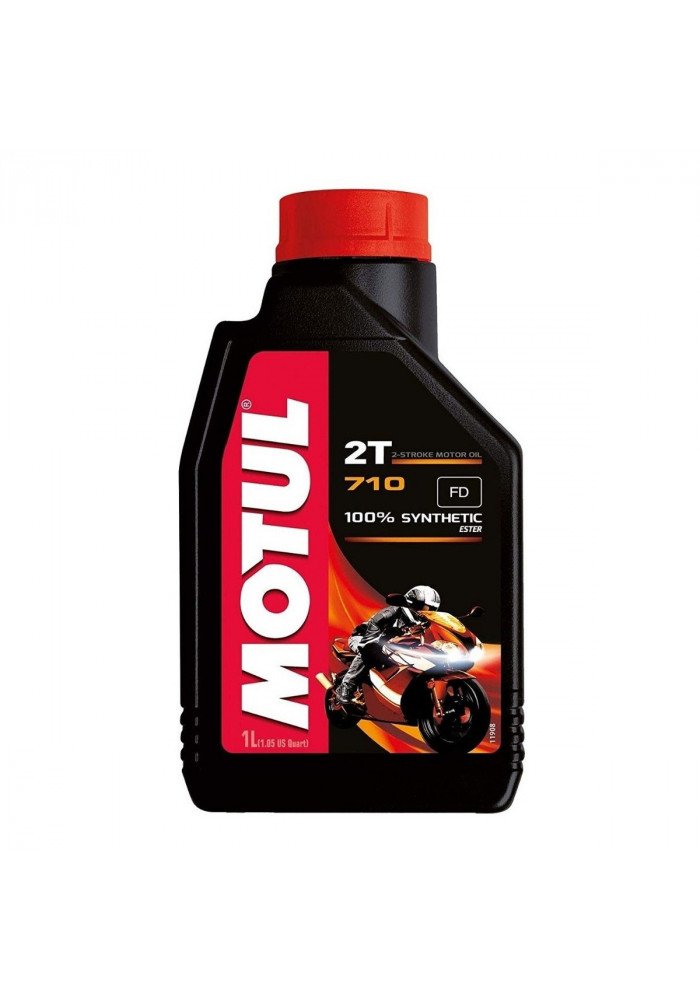 MOTUL®
2T 2-STROKE MOTOR OIL
710
FD
100% SYNTHETIC
ESTER
1L(1.05 US Quart)
11908